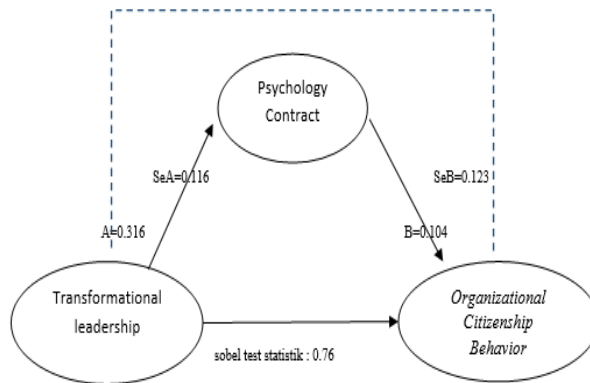 Psychology
Contract
SeA=0.116
SeB=0.123
A=0.316
B=0.104
Transformational
leadership
Organizational
Citizenship
Behavior
sobel test statistik : 0.76